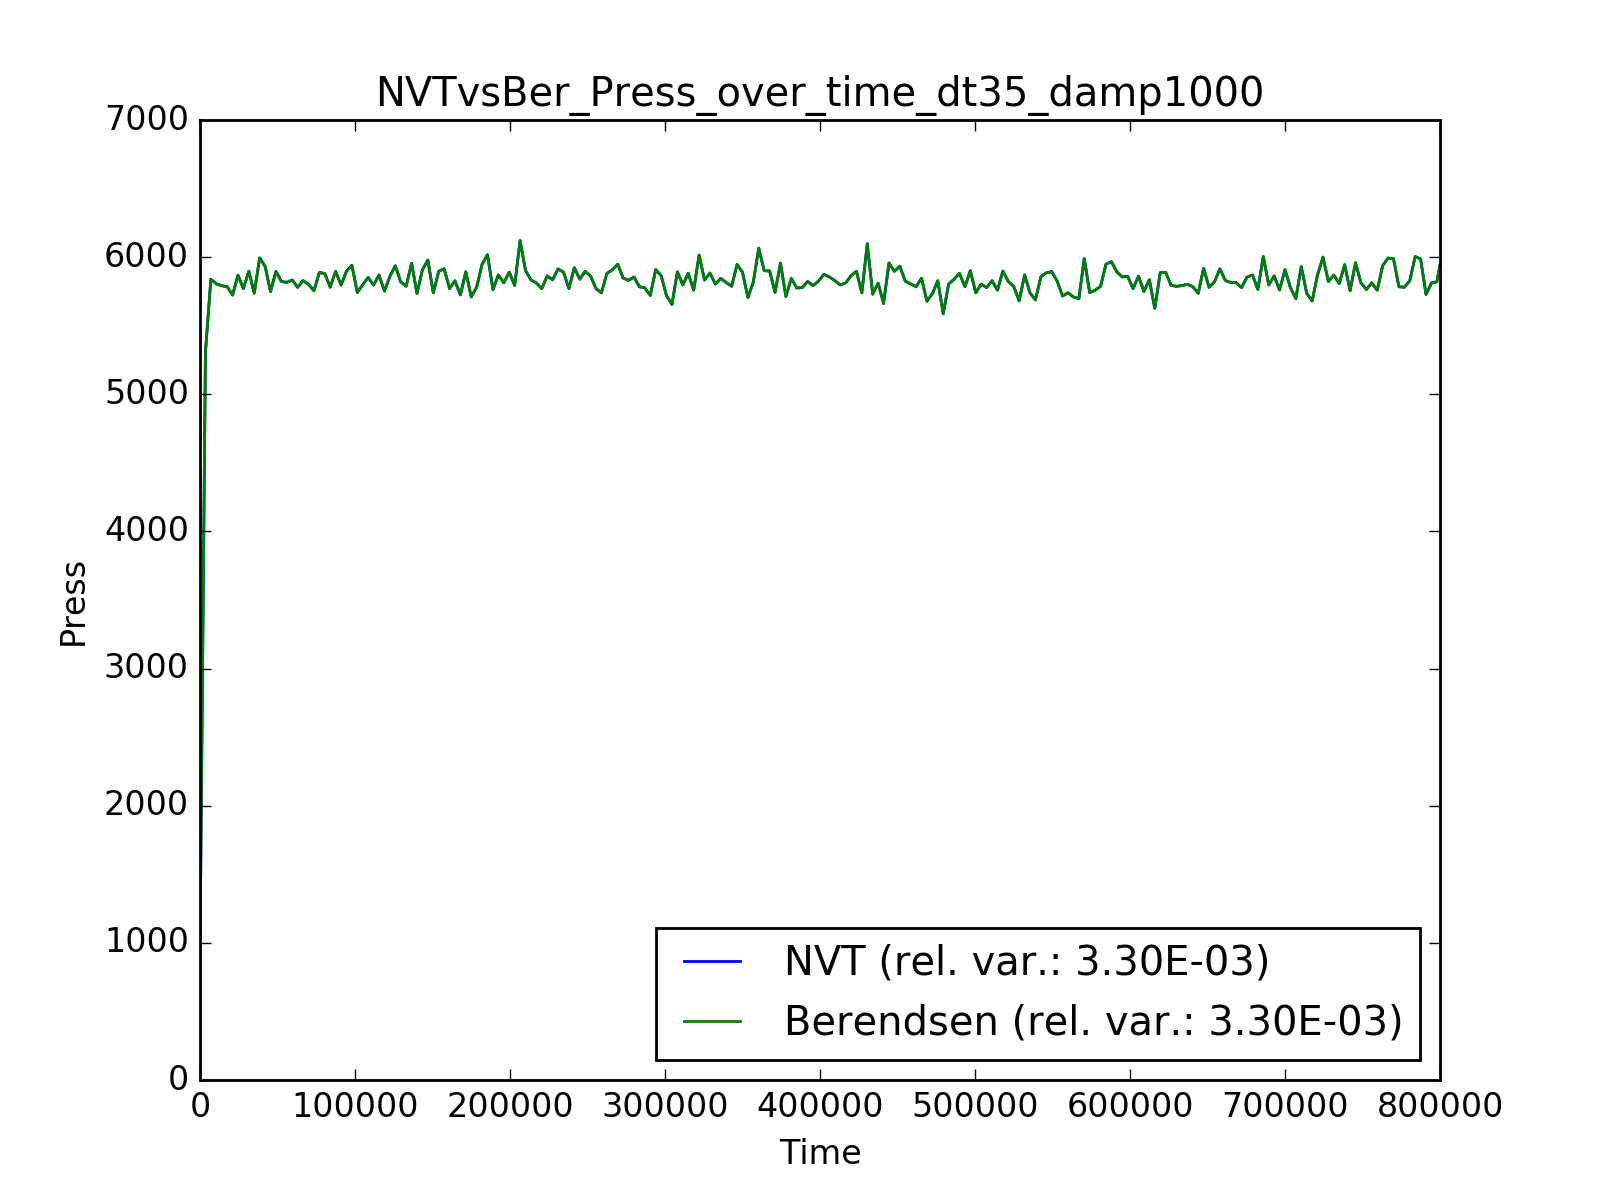 NVTvsBer_Press_over_time_dt35_damp1000
7000
6000
5000
4000
3000
2000
1000
0
Press
NVT (rel. var.: 3.30E-03)
Berendsen (rel. var.: 3.30E-03)
0 100000 200000 300000 400000 500000 600000 700000 800000
Time